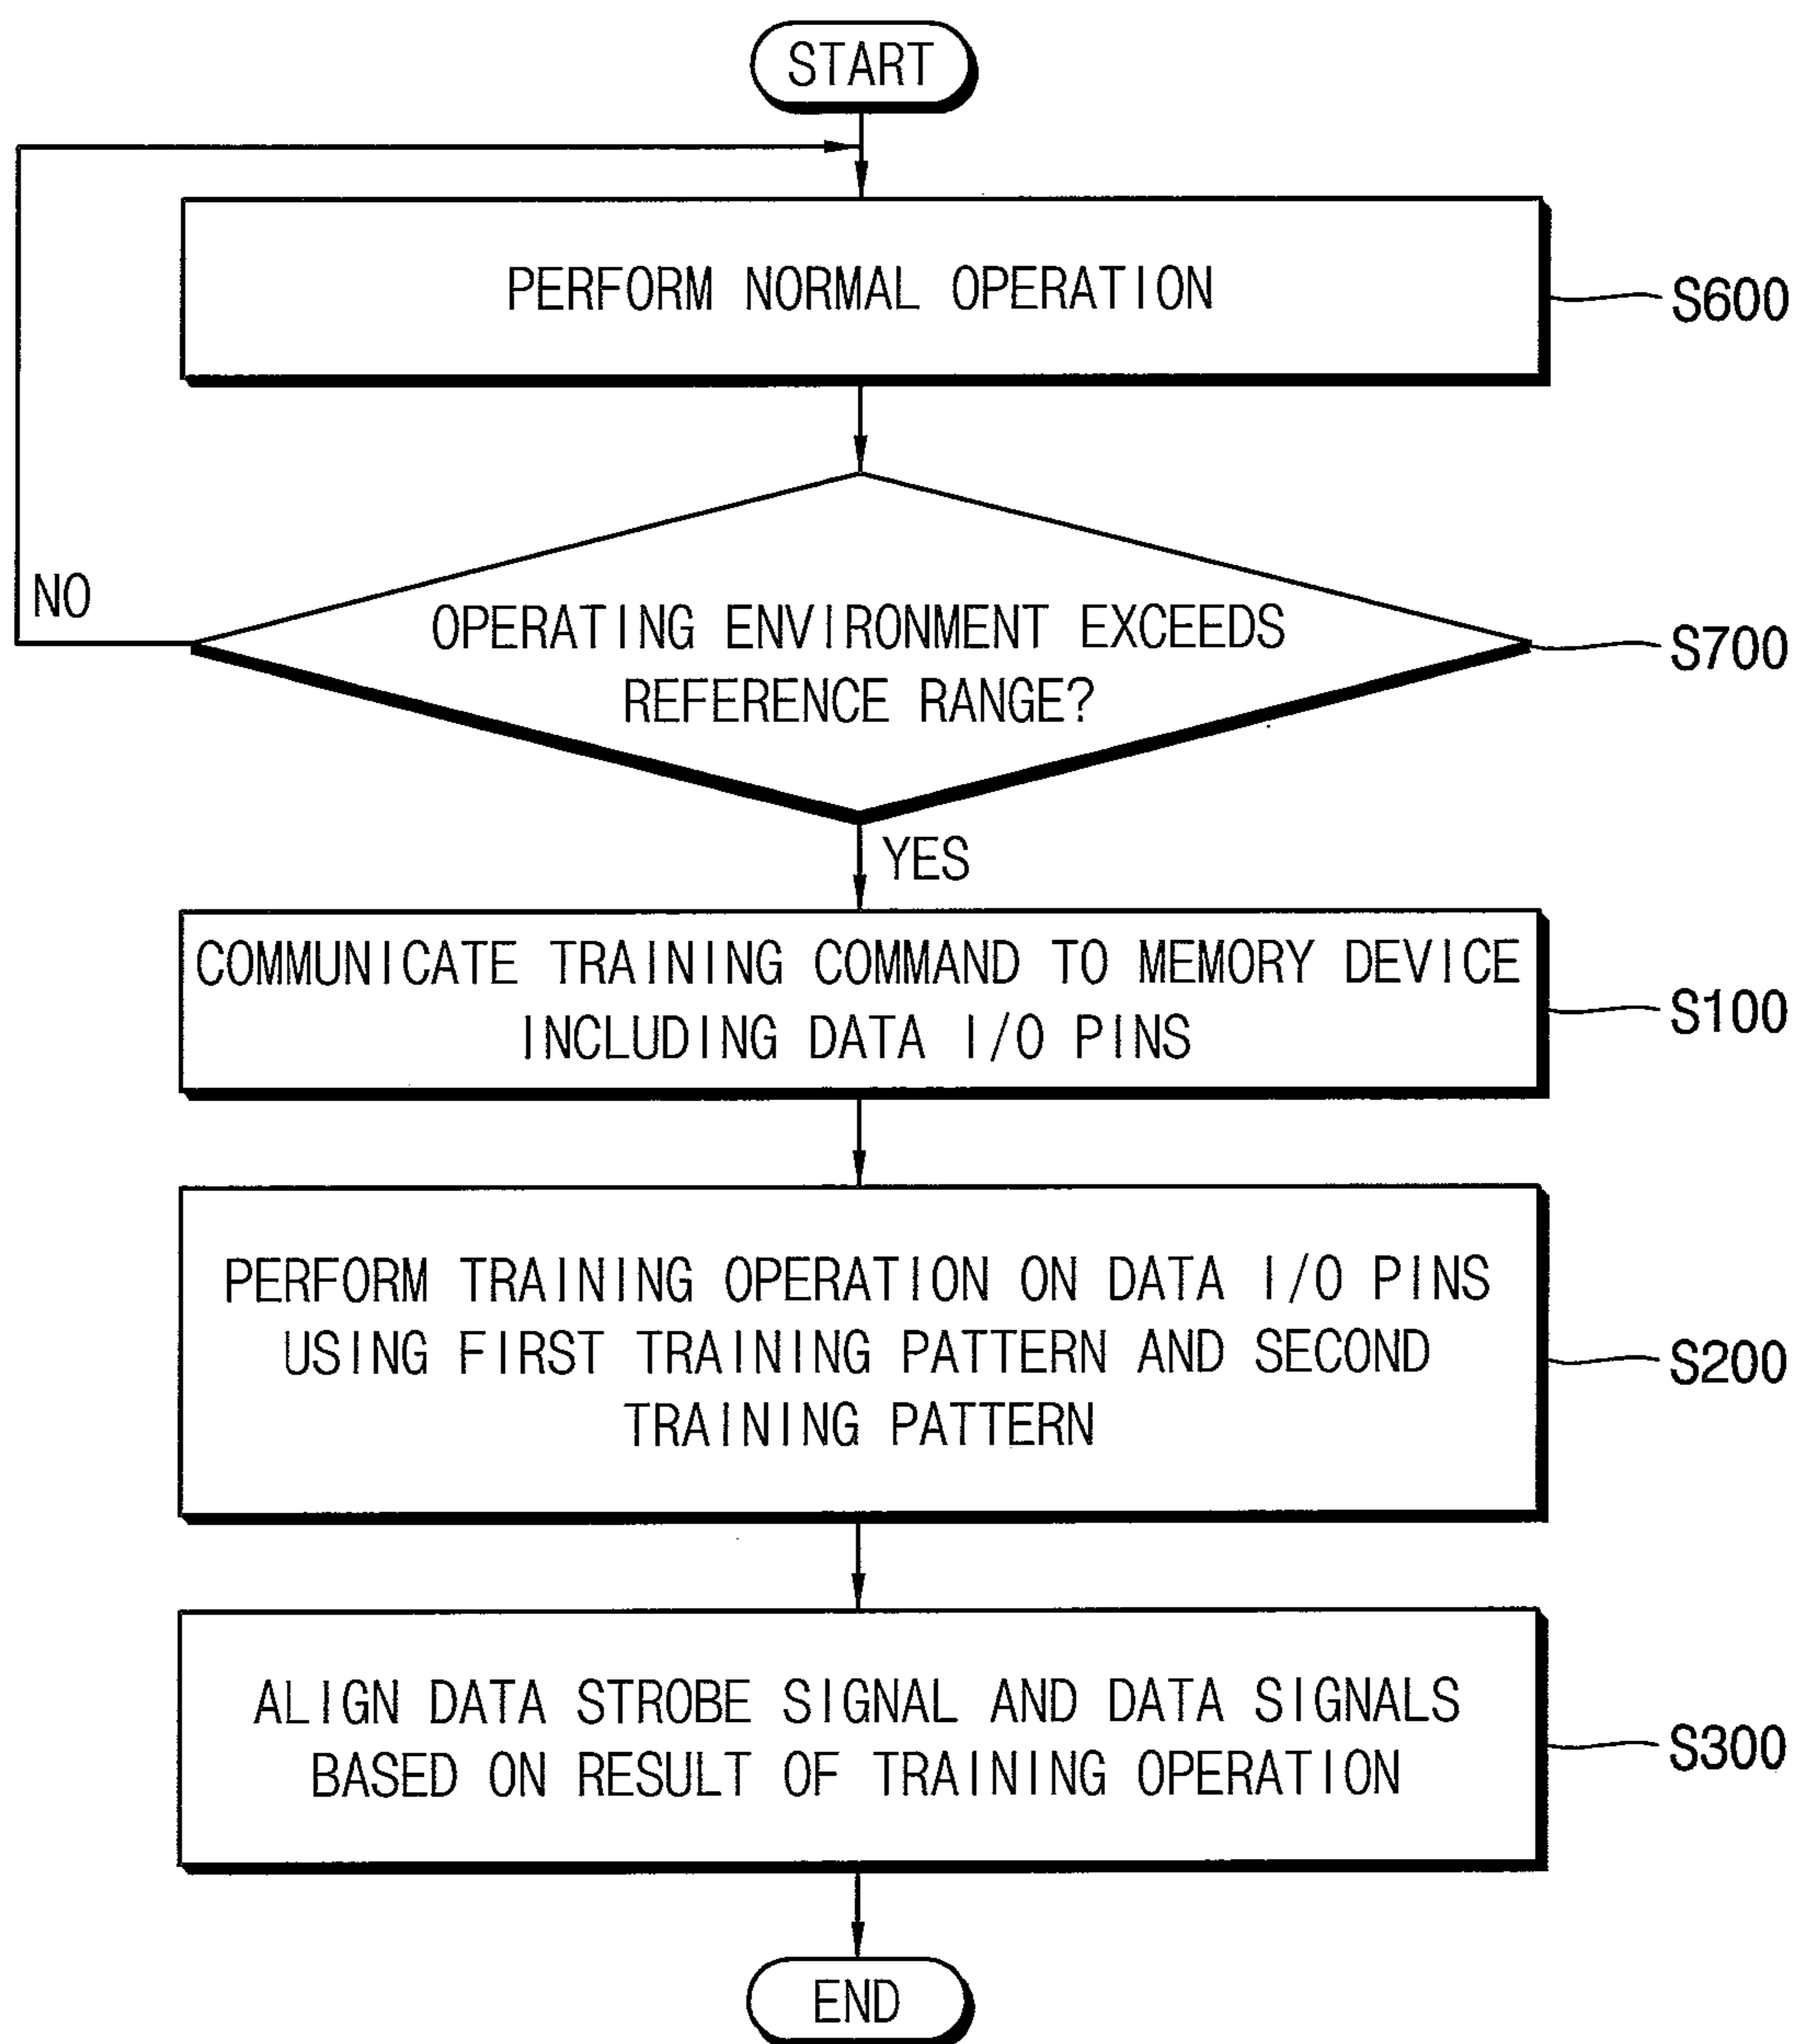 START
PERFORM NORMAL OPERATION
S600
NO
OPERATING ENVIRONMENT EXCEEDS
REFERENCE RANGE?
S700
YES
COMMUNICATE TRAINING COMMAND TO MEMORY DEVICE
INCLUDING DATA I/O PINS
S100
PERFORM TRAINING OPERATION ON DATA I/O PINS
USING FIRST TRAINING PATTERN AND SECOND
TRAINING PATTERN
S200
ALIGN DATA STROBE SIGNAL AND DATA SIGNALS
BASED ON RESULT OF TRAINING OPERATION
S300
END